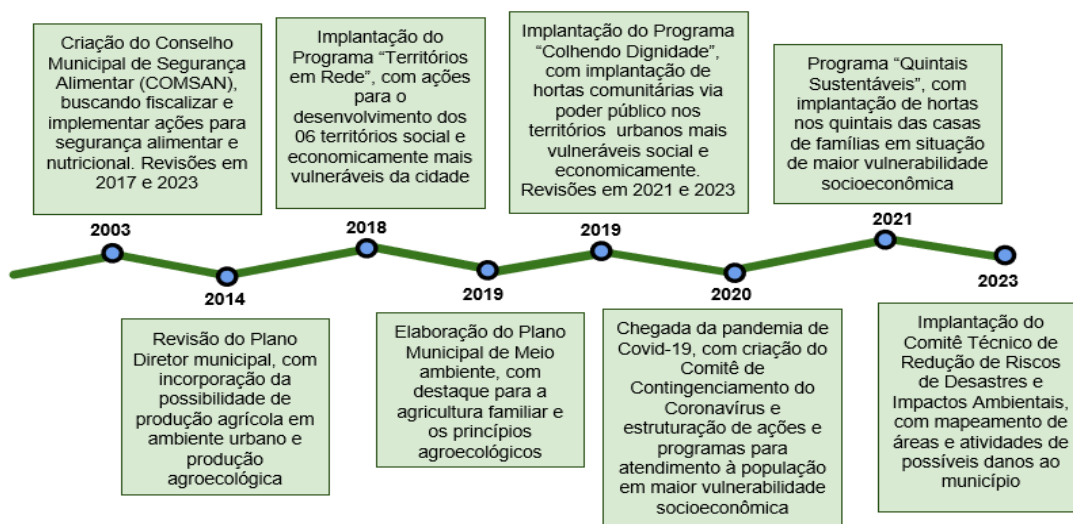 Criação do Conselho
Municipal de Segurança
Alimentar (COMSAN),
buscando fiscalizar e
implementar ações para
segurança alimentar e
nutricional. Revisões em
2017 e 2023
2003
Revisão do Plano
Diretor municipal, com
incorporação da
possibilidade de
produção agrícola em
ambiente urbano e
produção
agroecológica
2014
Implantação do
Programa “Territórios
em Rede”, com ações
para o
desenvolvimento dos
06 territórios social e
economicamente mais
vulneráveis da cidade
2018
Elaboração do Plano
Municipal de Meio
ambiente, com
destaque para a
agricultura familiar e
os princípios
agroecológicos
2019
Implantação do Programa
“Colhendo Dignidade”,
com implantação de
hortas comunitárias via
poder público nos
territórios urbanos mais
vulneráveis social e
economicamente.
Revisões em 2021 e 2023
2019
Chegada da pandemia de
Covid-19, com criação do
Comitê de
Contingenciamento do
Coronavírus e
estruturação de ações e
programas para
atendimento à população
em maior vulnerabilidade
socioeconômica
2020
Programa “Quintais
Sustentáveis”, com
implantação de hortas
nos quintais das casas
de famílias em situação
de maior vulnerabilidade
socioeconômica
2021
Implantação do
Comitê Técnico de
Redução de Riscos
de Desastres e
Impactos Ambientais,
com mapeamento de
áreas e atividades de
possíveis danos ao
município
2023